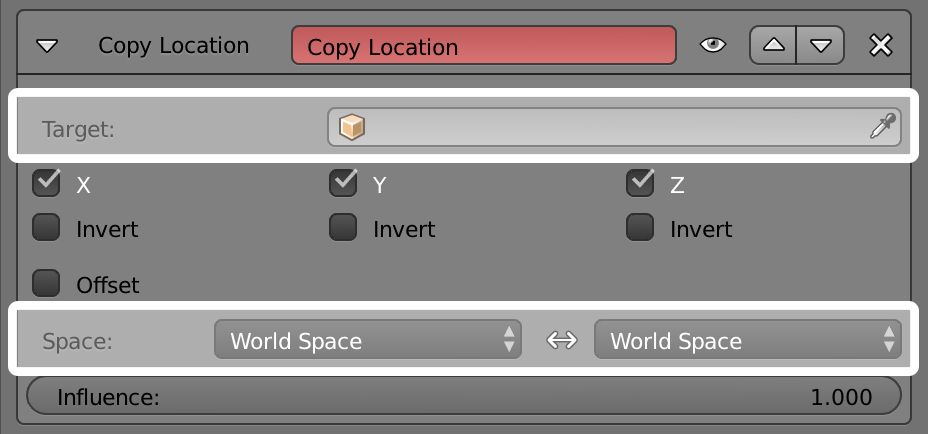 Copy Location Copy Location
Target:
X Y Z
Invert Invert Invert
Offset
Space: World Space World Space
Influence: 1.000